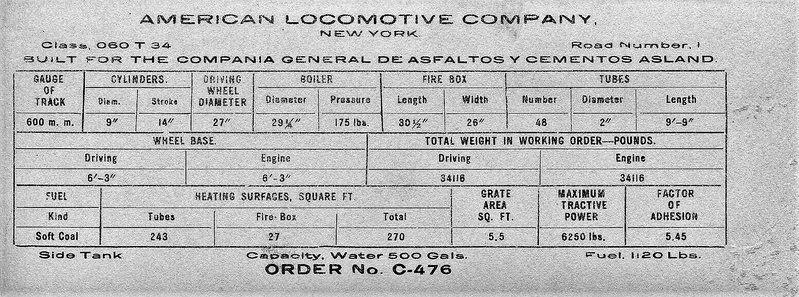 AMERICAN LOCOMOTIVE COMPANY,
NEW YORK.
Class, 060 T 34 Road Number, 1
BUILT FOR THE COMPANIA GENERAL DE ASFALTOS Y CEMENTOS ASLAND.
GAUGE OF TRACK CYLINDERS. DRIVING WHEEL DIAMETER BOILER FIRE BOX TUBES
Diam. Stroke Diameter Pressure Length Width Number Diameter Length
600 m. m. 9" 14" 27" 29¼" 175 lbs. 30½" 26" 48 2" 9'-9"
WHEEL BASE. TOTAL WEIGHT IN WORKING ORDER—POUNDS.
Driving Engine Driving Engine
6'-3" 6'-3" 34116 34116
FUEL HEATING SURFACES, SQUARE FT. GRATE AREA SQ. FT. MAXIMUM TRACTIVE POWER FACTOR OF ADHESION
Kind Tubes Fire-Box Total
Soft Coal 243 27 270 5.5 6250 lbs. 5.45
Side Tank Capacity, Water 500 Gals. Fuel, 1120 Lbs.
ORDER No. C-476